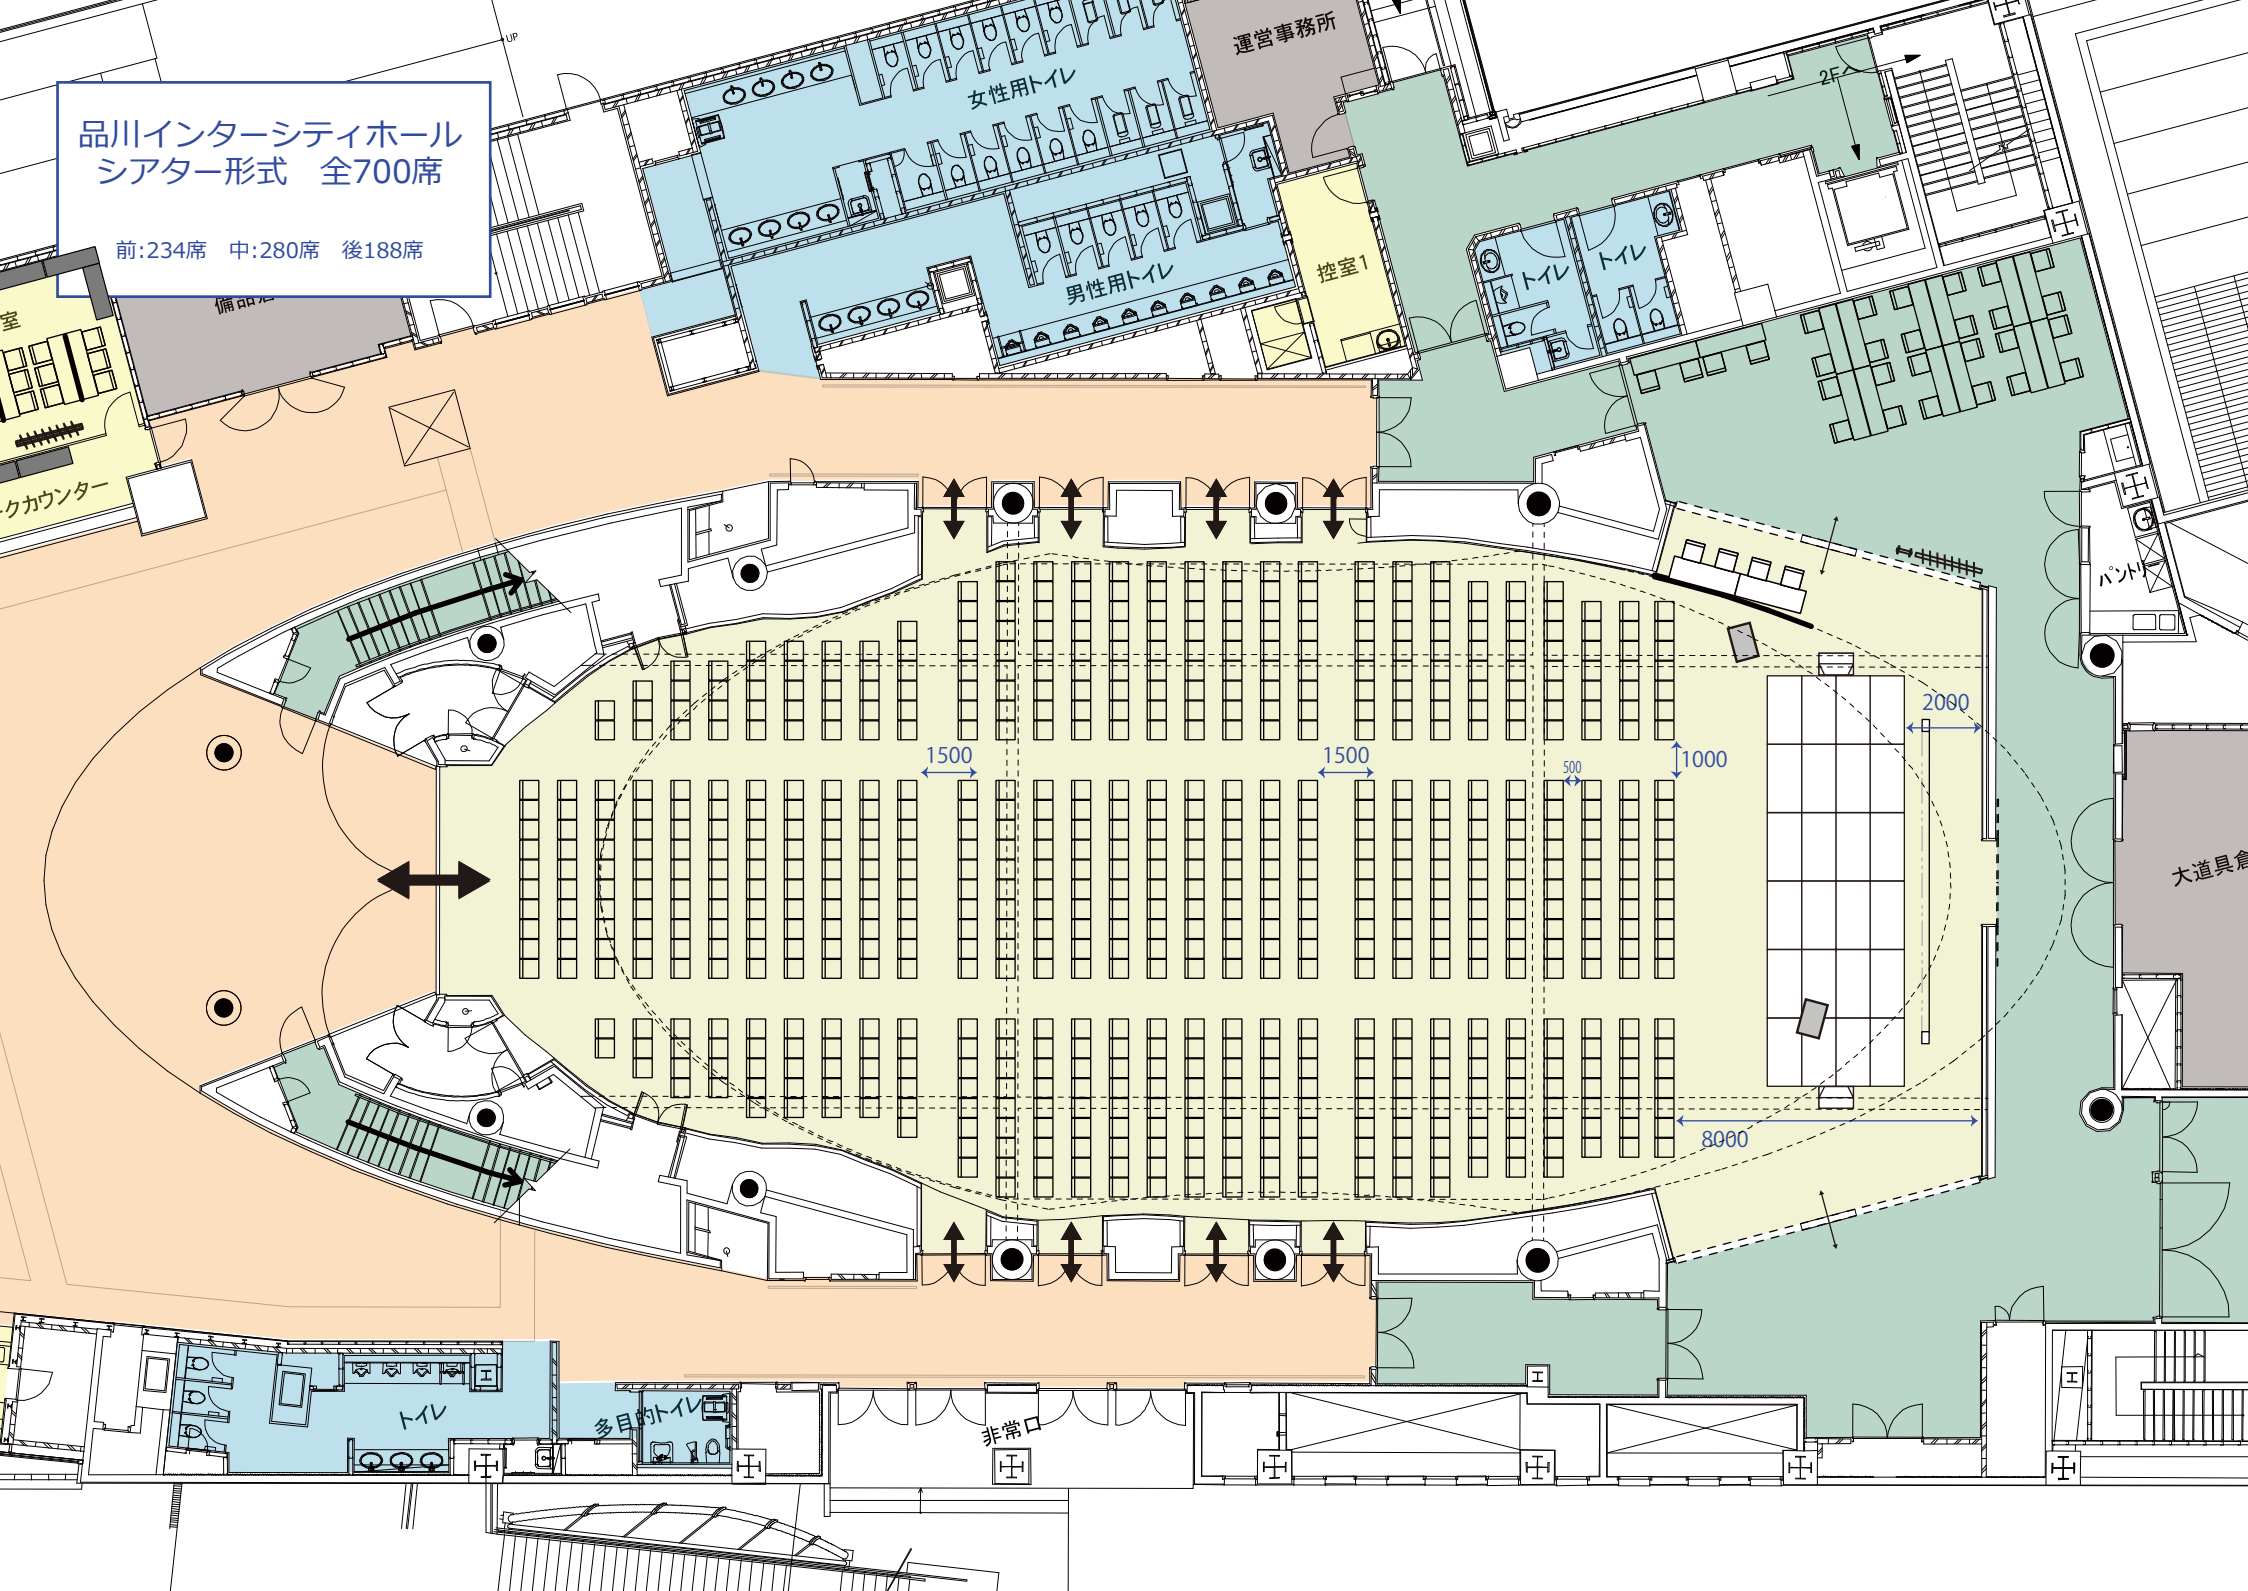 UP
運営事務所
2F
女性用トイレ
品川インターシティホール
シアター形式　全700席
前:234席　中:280席　後188席
トイレ
トイレ
控室1
男性用トイレ
室
クカウンター
パントリ
2000
1500
1500
1000
500
大道具倉
8000
トイレ
多目的トイレ
非常口